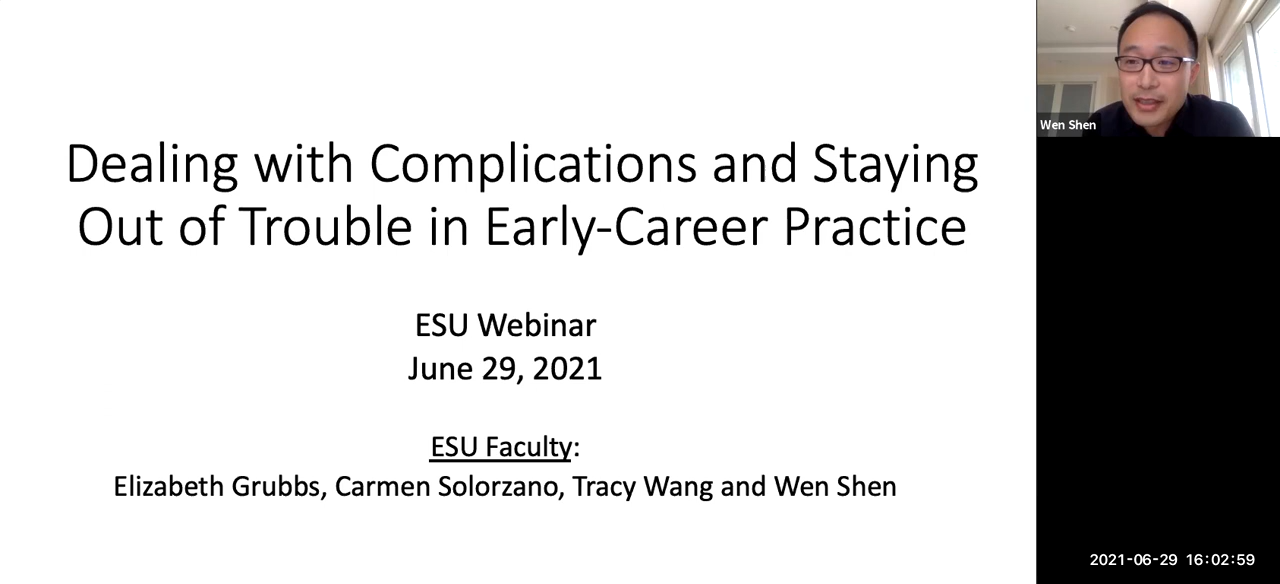 Dealing with Complications and Staying
Out of Trouble in Early-Career Practice
ESU Webinar
June 29, 2021
ESU Faculty:
Elizabeth Grubbs, Carmen Solorzano, Tracy Wang and Wen Shen
Wen Shen
2021-06-29 16:02:59